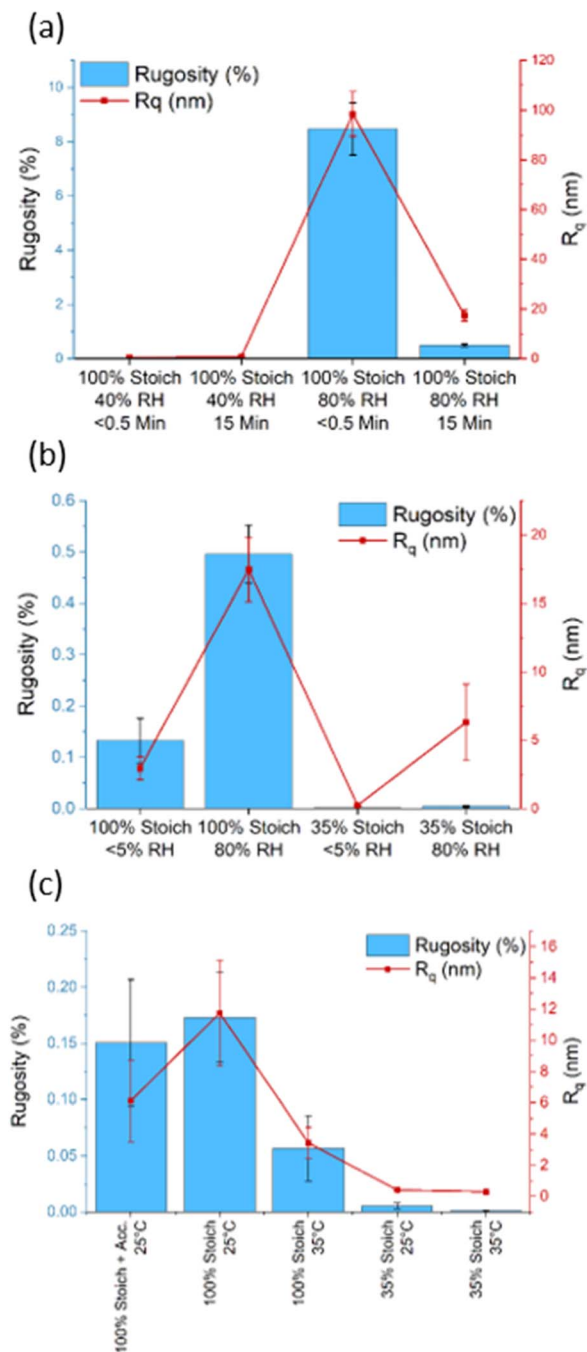 (a)
Rugosity (%)
Rq (nm)
10
8
6
4
2
0
Rugosity (%)
120
100
80
60
40
20
0
Rq (nm)
100% Stoich
40% RH
<0.5 Min
100% Stoich
40% RH
15 Min
100% Stoich
80% RH
<0.5 Min
100% Stoich
80% RH
15 Min
(b)
Rugosity (%)
Rq (nm)
0.6
0.5
0.4
0.3
0.2
0.1
0.0
Rugosity (%)
20
15
10
5
0
Rq (nm)
100% Stoich
<5% RH
100% Stoich
80% RH
35% Stoich
<5% RH
35% Stoich
80% RH
(c)
Rugosity (%)
Rq (nm)
0.25
0.20
0.15
0.10
0.05
0.00
Rugosity (%)
16
14
12
10
8
6
4
2
0
Rq (nm)
100% Stoich + Acc.
25°C
100% Stoich
25°C
100% Stoich
35°C
35% Stoich
25°C
35% Stoich
35°C